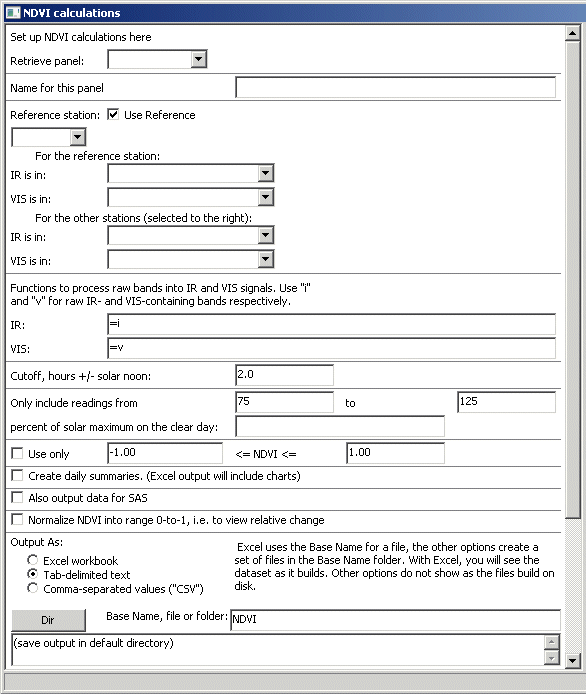 NDVI calculations
Set up NDVI calculations here
Retrieve panel:
Name for this panel
Reference station: Use Reference
For the reference station:
IR is in:
VIS is in:
For the other stations (selected to the right):
IR is in:
VIS is in:
Functions to process raw bands into IR and VIS signals. Use "i"
and "v" for raw IR- and VIS-containing bands respectively.
IR: =i
VIS: =v
Cutoff, hours +/- solar noon: 2.0
Only include readings from 75 to 125
percent of solar maximum on the clear day:
Use only -1.00 <= NDVI <= 1.00
Create daily summaries. (Excel output will include charts)
Also output data for SAS
Normalize NDVI into range 0-to-1, i.e. to view relative change
Output As:
Excel workbook
Tab-delimited text
Comma-separated values ("CSV")
Excel uses the Base Name for a file, the other options create a
set of files in the Base Name folder. With Excel, you will see the
dataset as it builds. Other options do not show as the files build on
disk.
Dir Base Name, file or folder: NDVI
(save output in default directory)